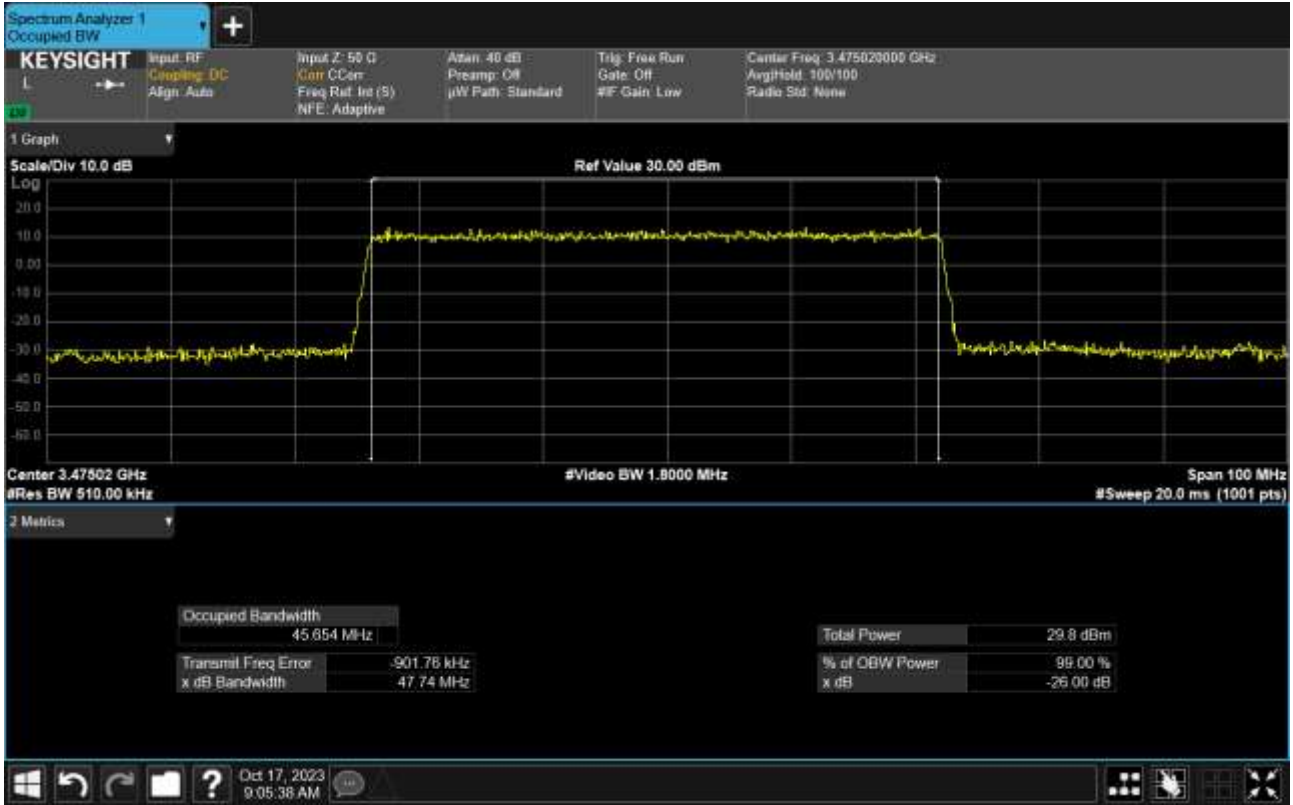 Spectrum Analyzer 1
Occupied BW
+
KEYSIGHT
L
Input: RF
Coupling: DC
Align: Auto
Input Z: 50 Ω
Corr CCorr
Freq Ref: Int (S)
NFE: Adaptive
Atten: 40 dB
Preamp: Off
µW Path: Standard
Trig: Free Run
Gate: Off
#IF Gain: Low
Center Freq: 3.475020000 GHz
Avg|Hold: 100/100
Radio Std: None
1 Graph
Scale/Div 10.0 dB
Ref Value 30.00 dBm
Log
20.0
10.0
0.00
-10.0
-20.0
-30.0
-40.0
-50.0
-60.0
Center 3.47502 GHz
#Video BW 1.8000 MHz
Span 100 MHz
#Res BW 510.00 kHz
#Sweep 20.0 ms (1001 pts)
2 Metrics
Occupied Bandwidth
45.654 MHz
Total Power 29.8 dBm
Transmit Freq Error -901.76 kHz
% of OBW Power 99.00 %
x dB Bandwidth 47.74 MHz
x dB -26.00 dB
?
Oct 17, 2023
9:05:38 AM